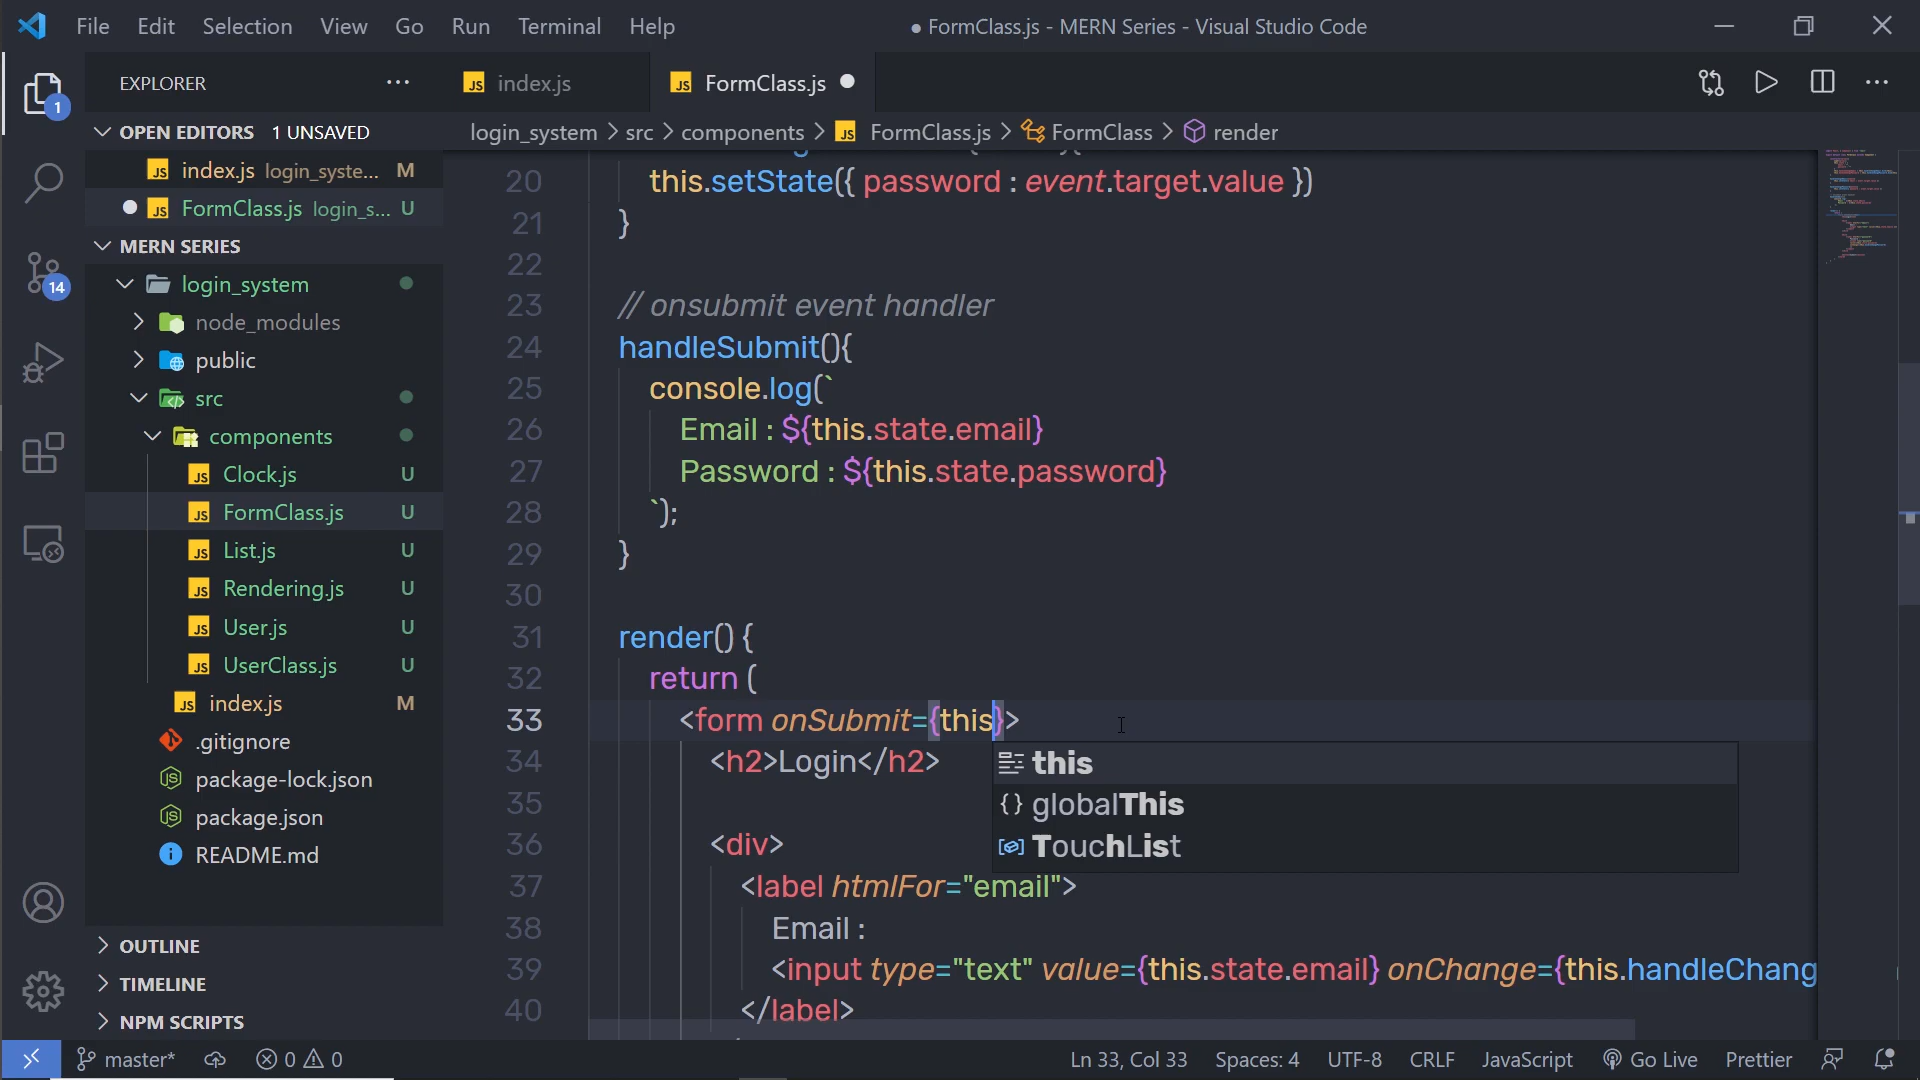 File Edit Selection View Go Run Terminal Help
● FormClass.js - MERN Series - Visual Studio Code
EXPLORER
index.js
FormClass.js
OPEN EDITORS 1 UNSAVED
login_system > src > components > FormClass.js > FormClass > render
index.js login_syste... M
FormClass.js login_s... U
MERN SERIES
login_system
node_modules
public
src
components
Clock.js U
FormClass.js U
List.js U
Rendering.js U
User.js U
UserClass.js U
index.js M
.gitignore
package-lock.json
package.json
README.md
OUTLINE
TIMELINE
NPM SCRIPTS
1
14
20 this.setState({ password : event.target.value })
21 }
22
23 // onsubmit event handler
24 handleSubmit(){
25 console.log(`
26 Email : ${this.state.email}
27 Password : ${this.state.password}
28 `);
29 }
30
31 render() {
32 return (
33 <form onSubmit={this}>
34 <h2>Login</h2>
this
globalThis
TouchList
35
36 <div>
37 <label htmlFor="email">
38 Email :
39 <input type="text" value={this.state.email} onChange={this.handleChang
40 </label>
master* 0 0 Ln 33, Col 33 Spaces: 4 UTF-8 CRLF JavaScript Go Live Prettier